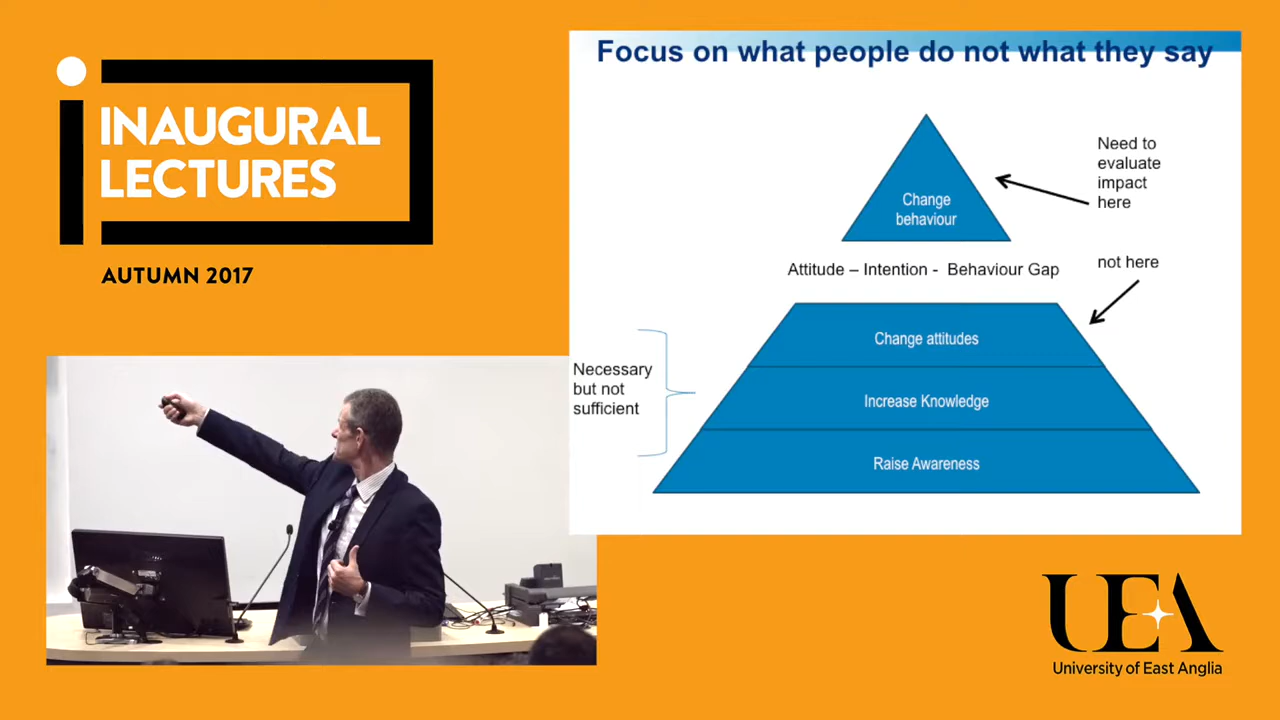 INAUGURAL
LECTURES
AUTUMN 2017
Focus on what people do not what they say
Change
behaviour
Need to
evaluate
impact
here
Attitude – Intention - Behaviour Gap
not here
Necessary
but not
sufficient
Change attitudes
Increase Knowledge
Raise Awareness
UEA
University of East Anglia